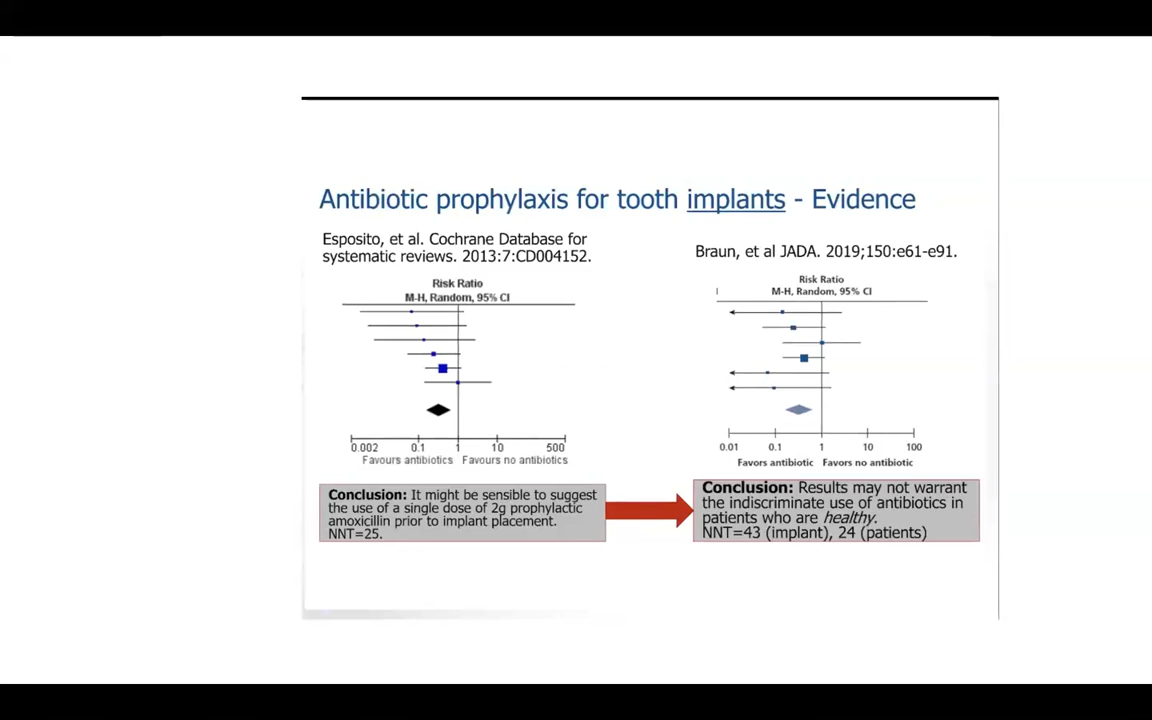 Antibiotic prophylaxis for tooth implants - Evidence
Esposito, et al. Cochrane Database for
systematic reviews. 2013:7:CD004152.
Risk Ratio
M-H, Random, 95% CI
0.002 0.1 1 10 500
Favours antibiotics Favours no antibiotics
Conclusion: It might be sensible to suggest
the use of a single dose of 2g prophylactic
amoxicillin prior to implant placement.
NNT=25.
Braun, et al JADA. 2019;150:e61-e91.
Risk Ratio
M-H, Random, 95% CI
0.01 0.1 1 10 100
Favors antibiotic Favors no antibiotic
Conclusion: Results may not warrant
the indiscriminate use of antibiotics in
patients who are healthy.
NNT=43 (implant), 24 (patients)